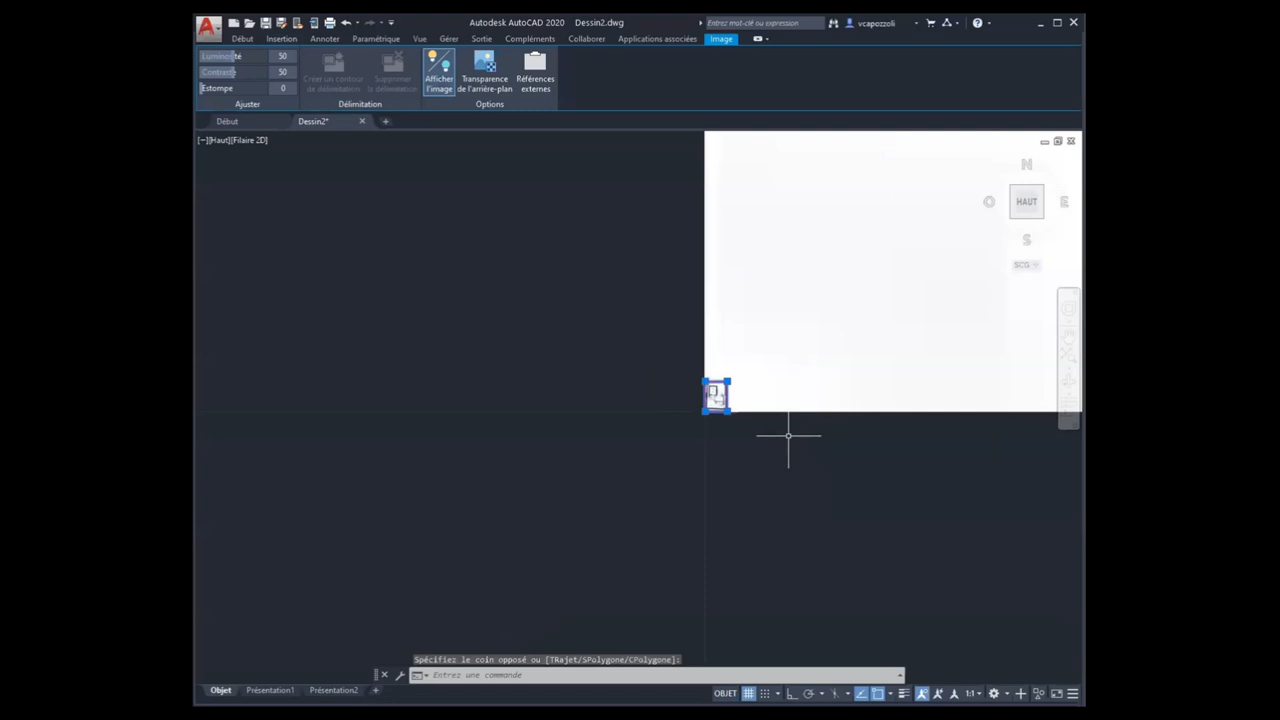 Autodesk AutoCAD 2020 Dessin2.dwg
Entrez mot-clé ou expression
vcapozzoli
Début Insertion Annoter Paramétrique Vue Gérer Sortie Compléments Collaborer Applications associées Image
Luminosité 50
Contraste 50
Estompe 0
Créer un contour
de délimitation
Supprimer
la délimitation
Afficher
l'image
Transparence
de l'arrière-plan
Références
externes
Ajuster Délimitation Options
Début Dessin2*
[−][Haut][Filaire 2D]
N
O HAUT E
S
SCG
Spécifiez le coin opposé ou [TRajet/SPolygone/CPolygone]:
Entrez une commande
Objet Présentation1 Présentation2
OBJET 1:1